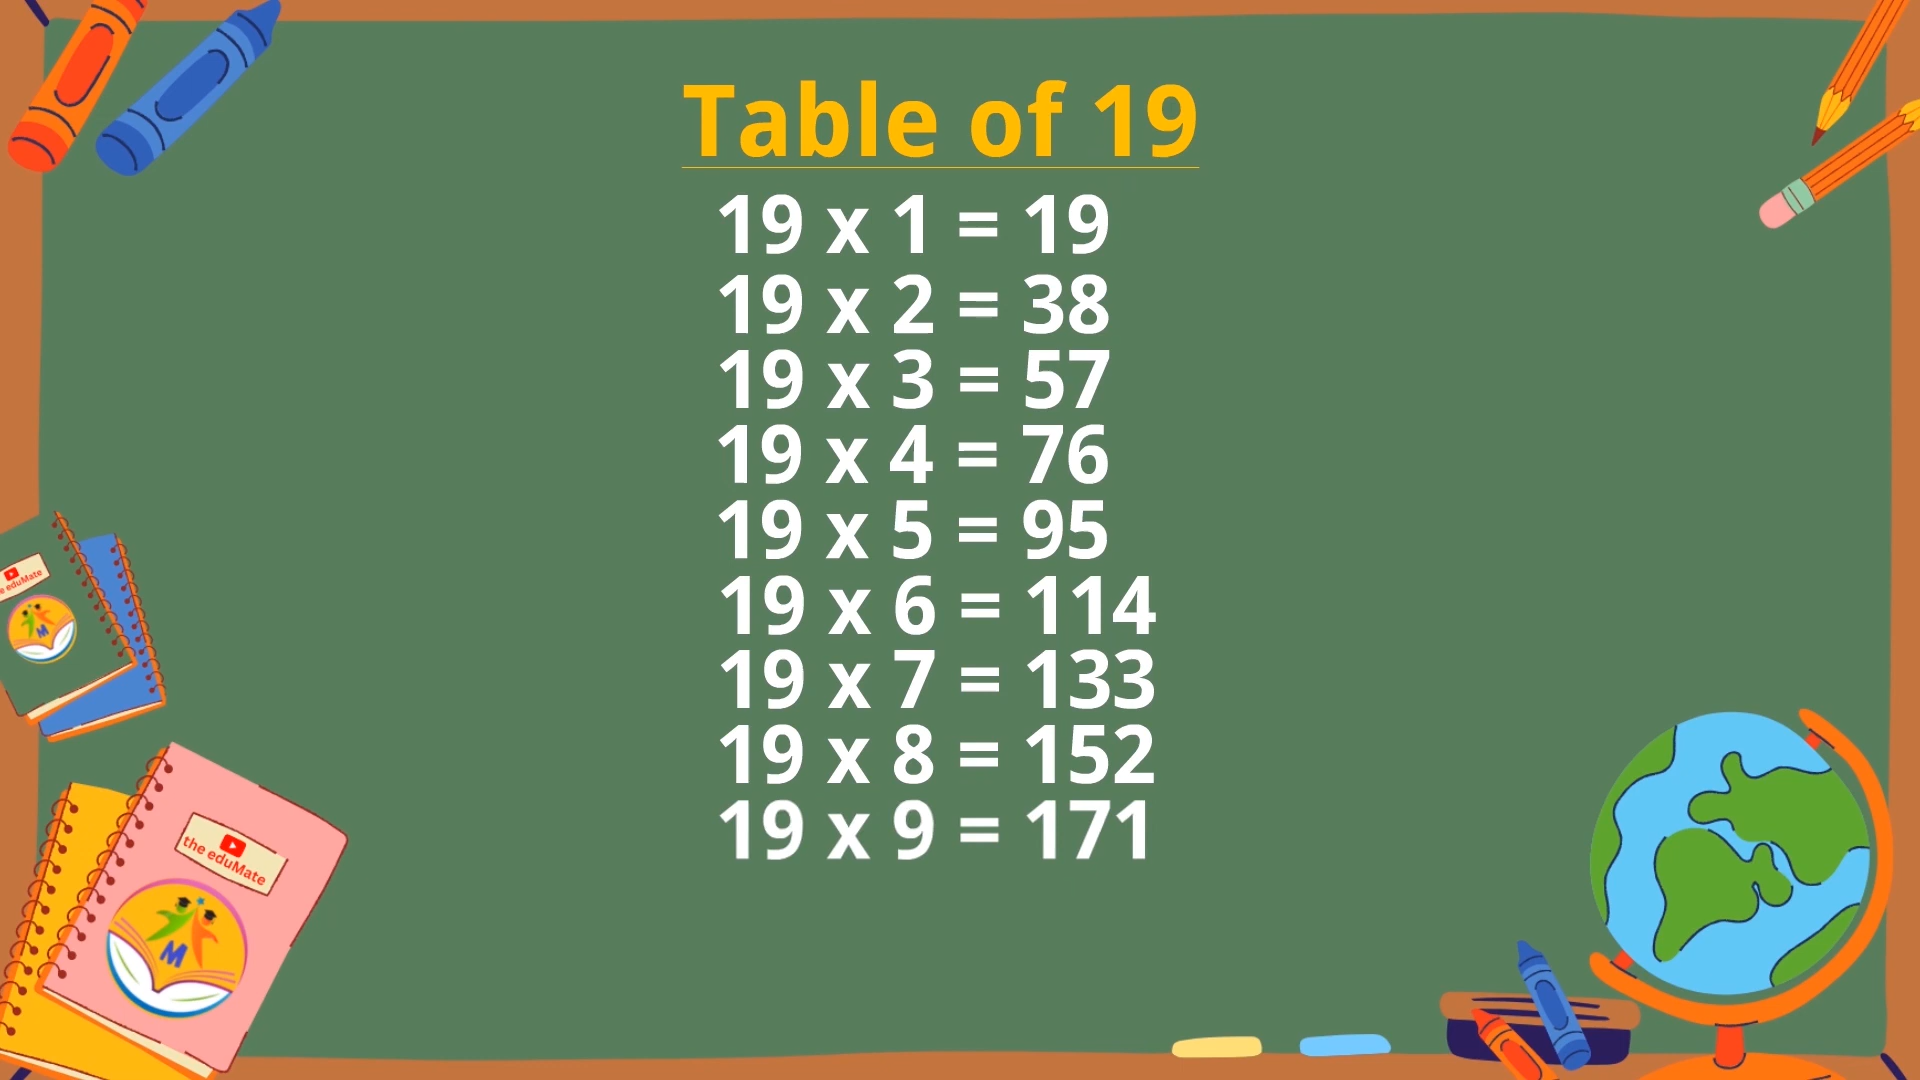 Table of 19
19 x 1 = 19
19 x 2 = 38
19 x 3 = 57
19 x 4 = 76
19 x 5 = 95
19 x 6 = 114
19 x 7 = 133
19 x 8 = 152
19 x 9 = 171
e eduMate
M
the eduMate
M